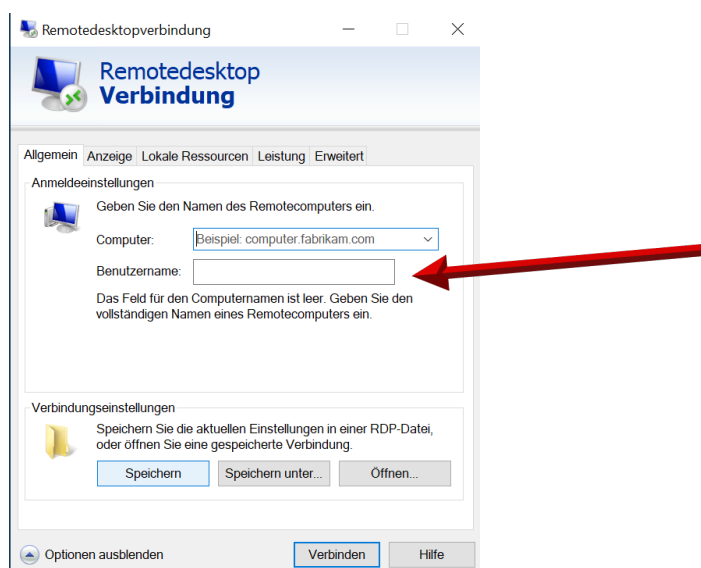 Remotedesktopverbindung
Remotedesktop
Verbindung
Allgemein Anzeige Lokale Ressourcen Leistung Erweitert
Anmeldeeinstellungen
Geben Sie den Namen des Remotecomputers ein.
Computer: Beispiel: computer.fabrikam.com
Benutzername:
Das Feld für den Computernamen ist leer. Geben Sie den
vollständigen Namen eines Remotecomputers ein.
Verbindungseinstellungen
Speichern Sie die aktuellen Einstellungen in einer RDP-Datei,
oder öffnen Sie eine gespeicherte Verbindung.
Speichern Speichern unter... Öffnen...
Optionen ausblenden Verbinden Hilfe